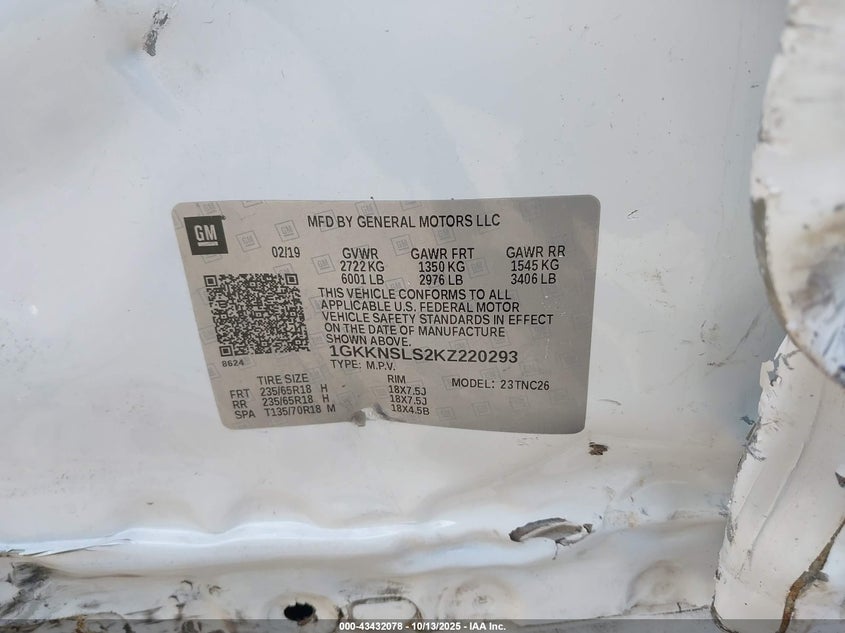 GM
MFD BY GENERAL MOTORS LLC
02/19 GVWR GAWR FRT GAWR RR
2722 KG 1350 KG 1545 KG
6001 LB 2976 LB 3406 LB
THIS VEHICLE CONFORMS TO ALL
APPLICABLE U.S. FEDERAL MOTOR
VEHICLE SAFETY STANDARDS IN EFFECT
ON THE DATE OF MANUFACTURE
SHOWN ABOVE.
8624
1GKKNSLS2KZ220293
TYPE: M.P.V.
TIRE SIZE RIM MODEL: 23TNC26
FRT 235/65R18 H 18X7.5J
RR 235/65R18 H 18X7.5J
SPA T135/70R18 M 18X4.5B
000-43432078 - 10/13/2025 - IAA Inc.